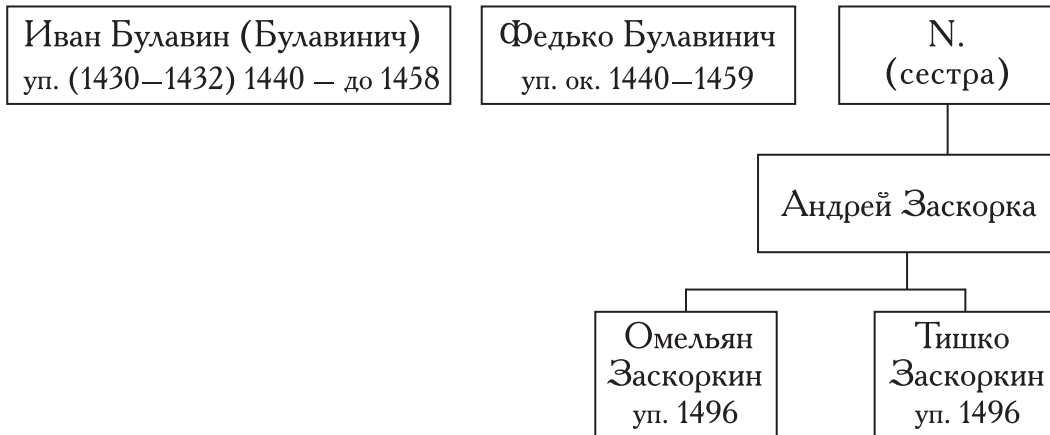 Иван Булавин (Булавинич)
уп. (1430–1432) 1440 – до 1458
Федько Булавинич
уп. ок. 1440–1459
N.
(сестра)
Андрей Заскорка
Омельян
Заскоркин
уп. 1496
Тишко
Заскоркин
уп. 1496